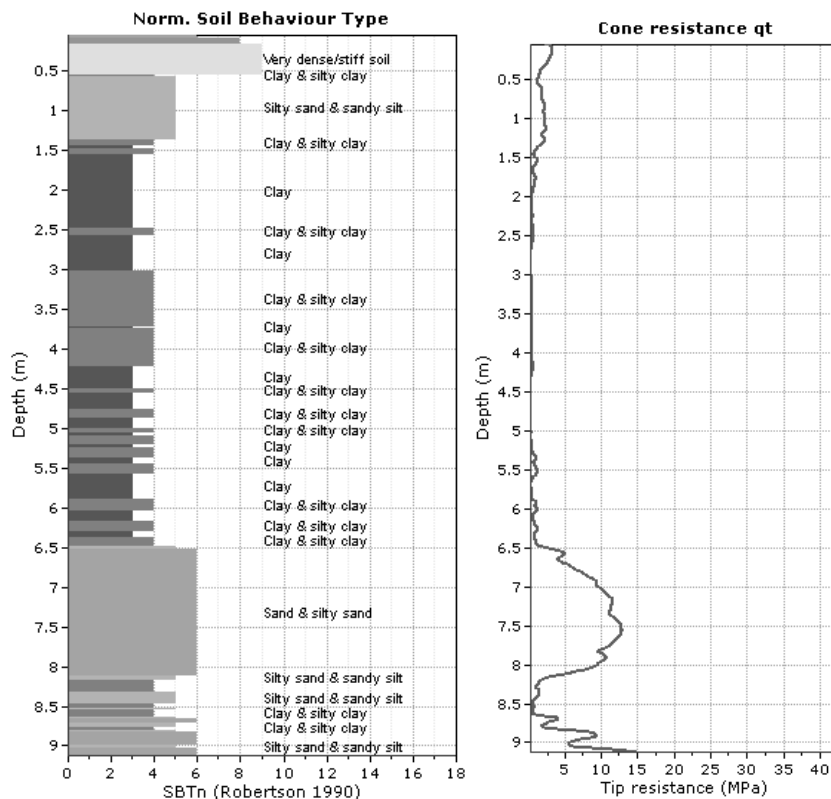 Norm. Soil Behaviour Type
Very dense/stiff soil
0.5
Clay & silty clay
1
Silty sand & sandy silt
1.5
Clay & silty clay
2
Clay
2.5
Clay & silty clay
Clay
3
Clay & silty clay
3.5
Clay
4
Clay & silty clay
Clay
4.5
Clay & silty clay
Clay & silty clay
5
Clay & silty clay
Clay
5.5
Clay
Clay
6
Clay & silty clay
Clay & silty clay
6.5
Clay & silty clay
7
Sand & silty sand
7.5
8
Silty sand & sandy silt
Silty sand & sandy silt
8.5
Clay & silty clay
Clay & silty clay
9
Silty sand & sandy silt
Depth (m)
0 2 4 6 8 10 12 14 16 18
SBTn (Robertson 1990)
Cone resistance qt
0.5
1
1.5
2
2.5
3
3.5
4
4.5
5
5.5
6
6.5
7
7.5
8
8.5
9
Depth (m)
5 10 15 20 25 30 35 40
Tip resistance (MPa)